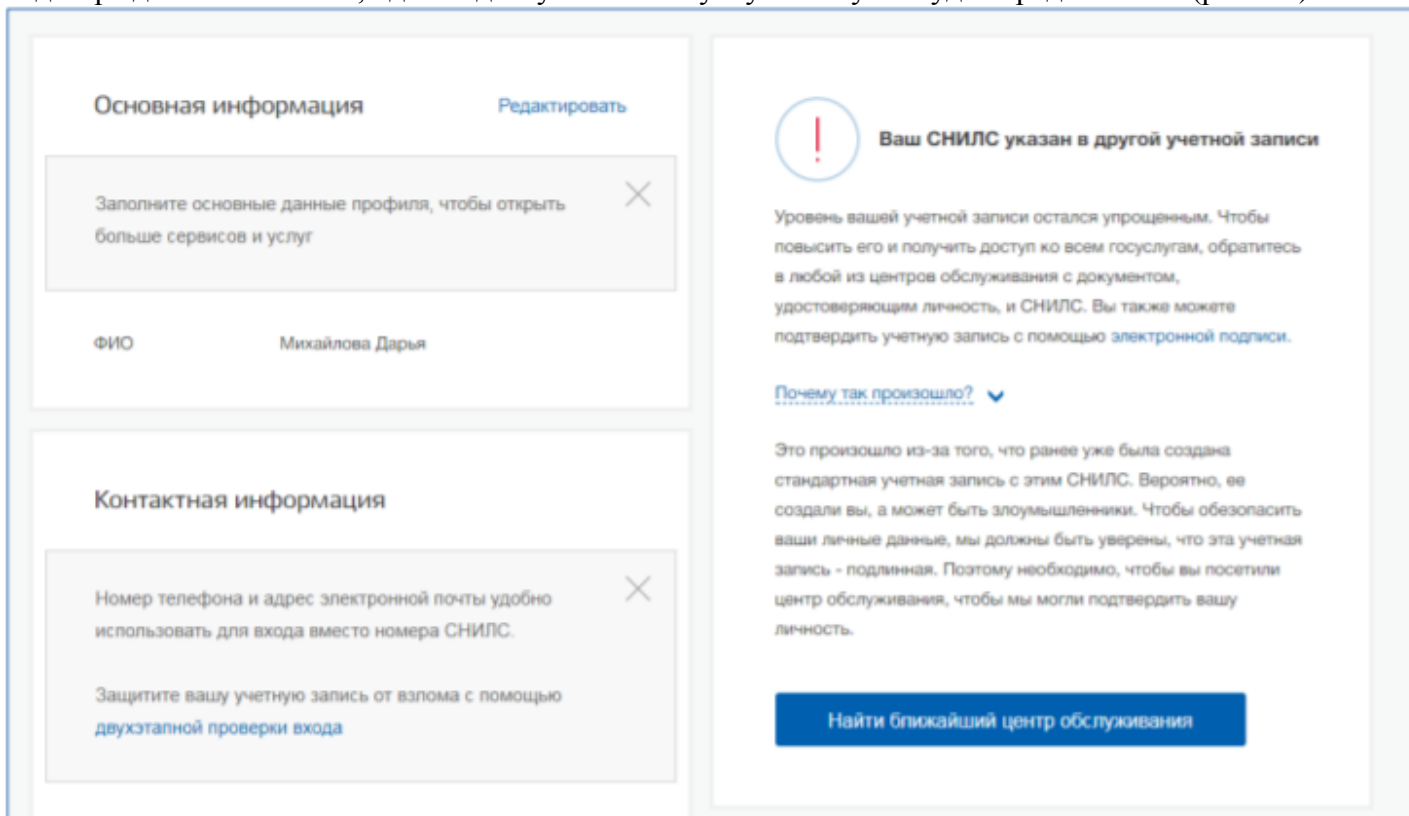 Основная информация
Редактировать
Заполните основные данные профиля, чтобы открыть
больше сервисов и услуг
ФИО
Михайлова Дарья
Контактная информация
Номер телефона и адрес электронной почты удобно
использовать для входа вместо номера СНИЛС.
Защитите вашу учетную запись от взлома с помощью
двухэтапной проверки входа
Ваш СНИЛС указан в другой учетной записи
Уровень вашей учетной записи остался упрощенным. Чтобы
повысить его и получить доступ ко всем госуслугам, обратитесь
в любой из центров обслуживания с документом,
удостоверяющим личность, и СНИЛС. Вы также можете
подтвердить учетную запись с помощью электронной подписи.
Почему так произошло?
Это произошло из-за того, что ранее уже была создана
стандартная учетная запись с этим СНИЛС. Вероятно, ее
создали вы, а может быть злоумышленники. Чтобы обезопасить
ваши личные данные, мы должны быть уверены, что эта учетная
запись - подлинная. Поэтому необходимо, чтобы вы посетили
центр обслуживания, чтобы мы могли подтвердить вашу
личность.
Найти ближайший центр обслуживания